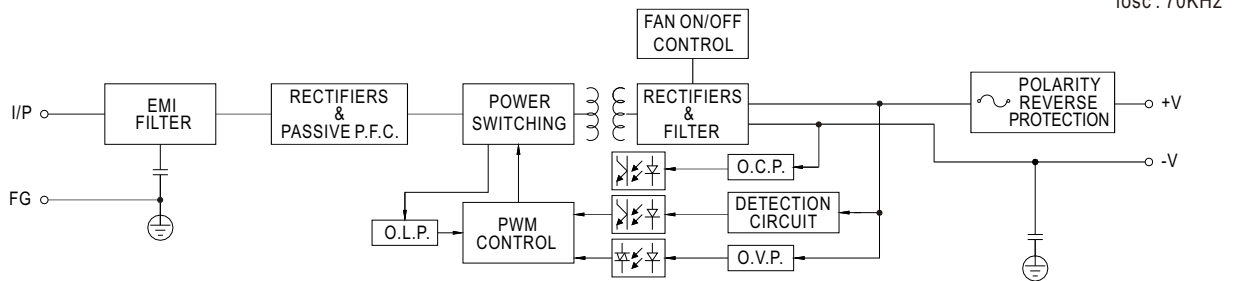 fosc : 70KHz
FAN ON/OFF
CONTROL
I/P
EMI
FILTER
RECTIFIERS
&
PASSIVE P.F.C.
POWER
SWITCHING
RECTIFIERS
&
FILTER
POLARITY
REVERSE
PROTECTION
+V
-V
O.C.P.
FG
DETECTION
CIRCUIT
O.L.P.
PWM
CONTROL
O.V.P.